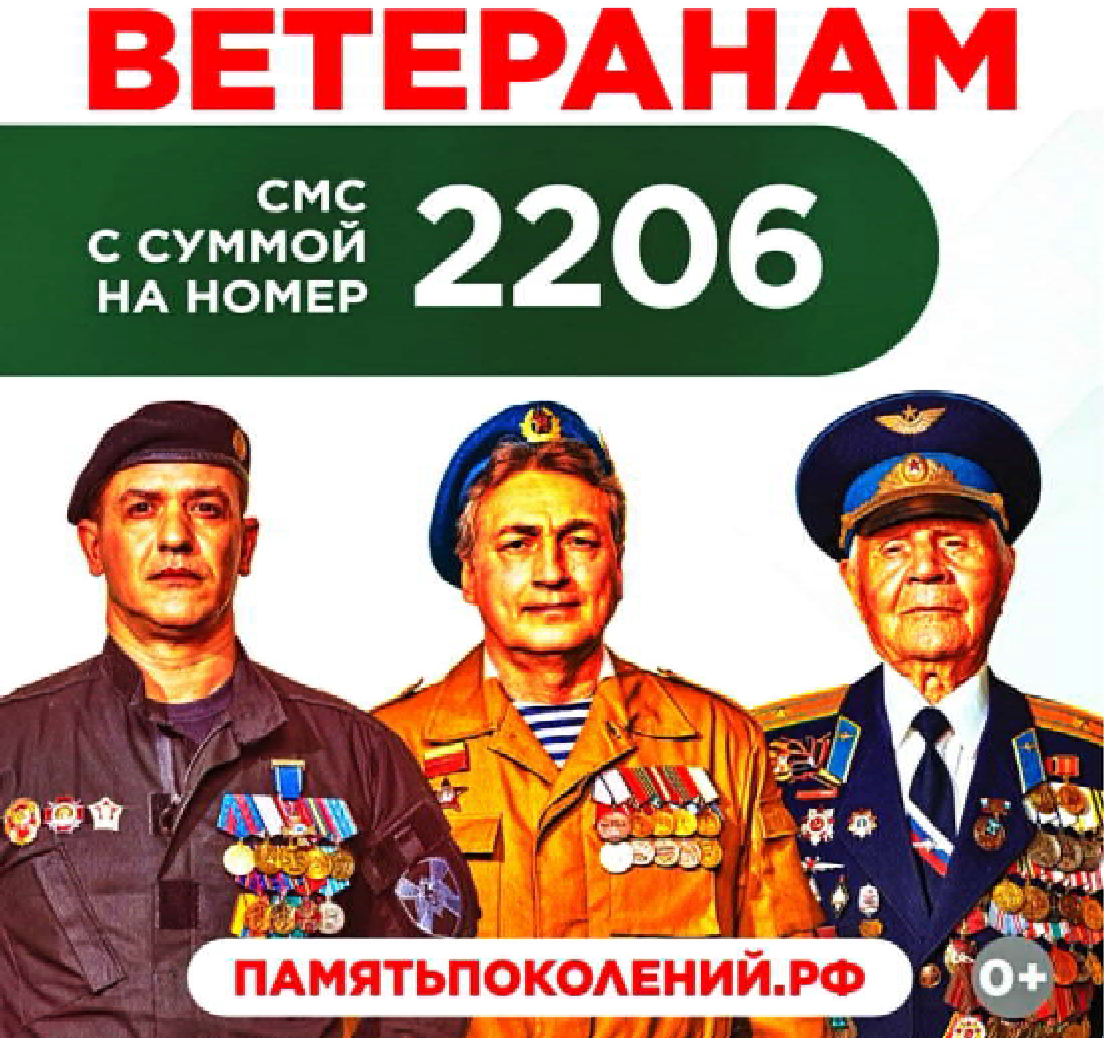 ВЕТЕРАНАМ
СМС
С СУММОЙ
НА НОМЕР
2206
ПАМЯТЬПОКОЛЕНИЙ.РФ
0+